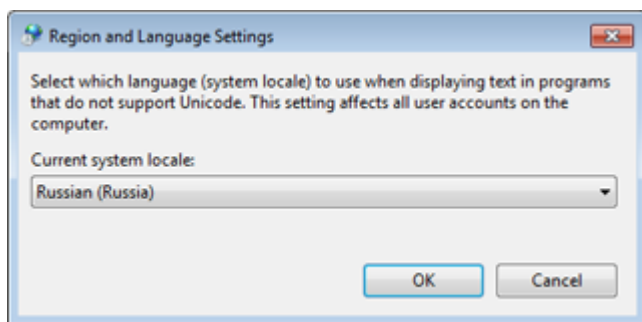 Region and Language Settings
Select which language (system locale) to use when displaying text in programs
that do not support Unicode. This setting affects all user accounts on the
computer.
Current system locale:
Russian (Russia)
OK Cancel